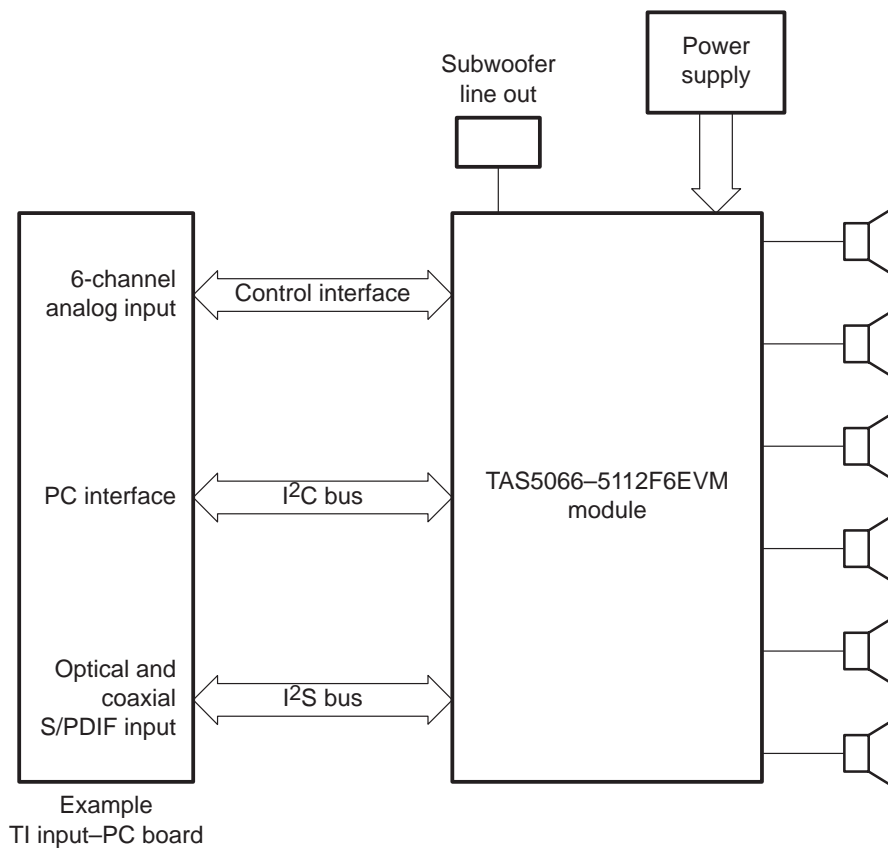 Power
supply
Subwoofer
line out
6-channel
analog input
Control interface
PC interface
I2C bus
TAS5066–5112F6EVM
module
Optical and
coaxial
S/PDIF input
I2S bus
Example
TI input–PC board